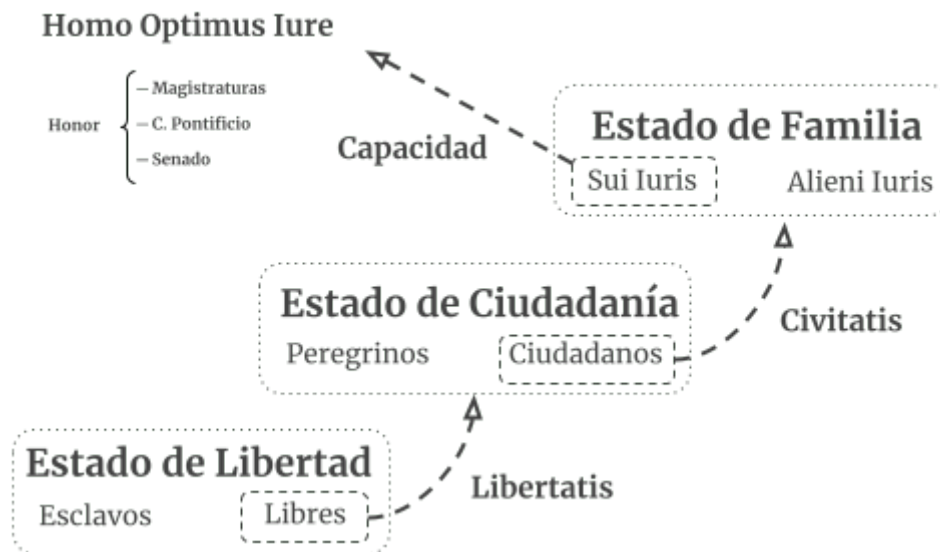 Homo Optimus Iure
Honor
– Magistraturas
– C. Pontificio
– Senado
Capacidad
Estado de Familia
Sui Iuris Alieni Iuris
Estado de Ciudadanía
Peregrinos Ciudadanos
Civitatis
Estado de Libertad
Esclavos Libres
Libertatis